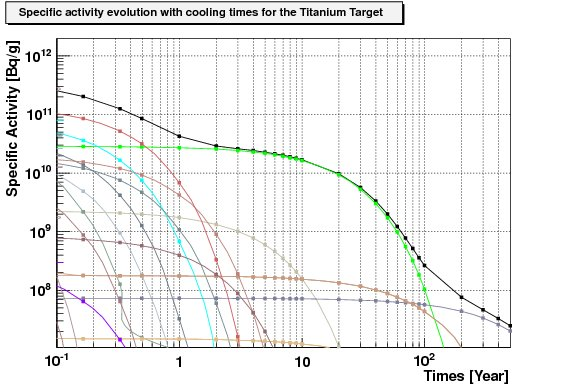 Specific activity evolution with cooling times for the Titanium Target
Specific Activity [Bq/g]
10^12
10^11
10^10
10^9
10^8
10^-1 1 10 10^2
Times [Year]